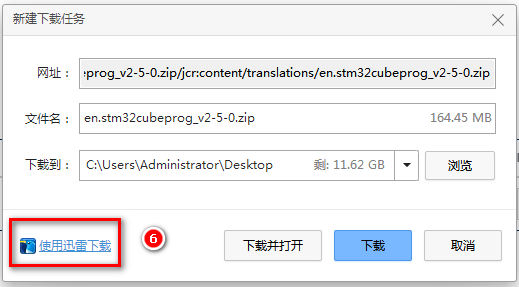 新建下载任务
网址： eprog_v2-5-0.zip/jcr:content/translations/en.stm32cubeprog_v2-5-0.zip
文件名： en.stm32cubeprog_v2-5-0.zip 164.45 MB
下载到： C:\Users\Administrator\Desktop 剩: 11.62 GB 浏览
使用迅雷下载 6 下载并打开 下载 取消